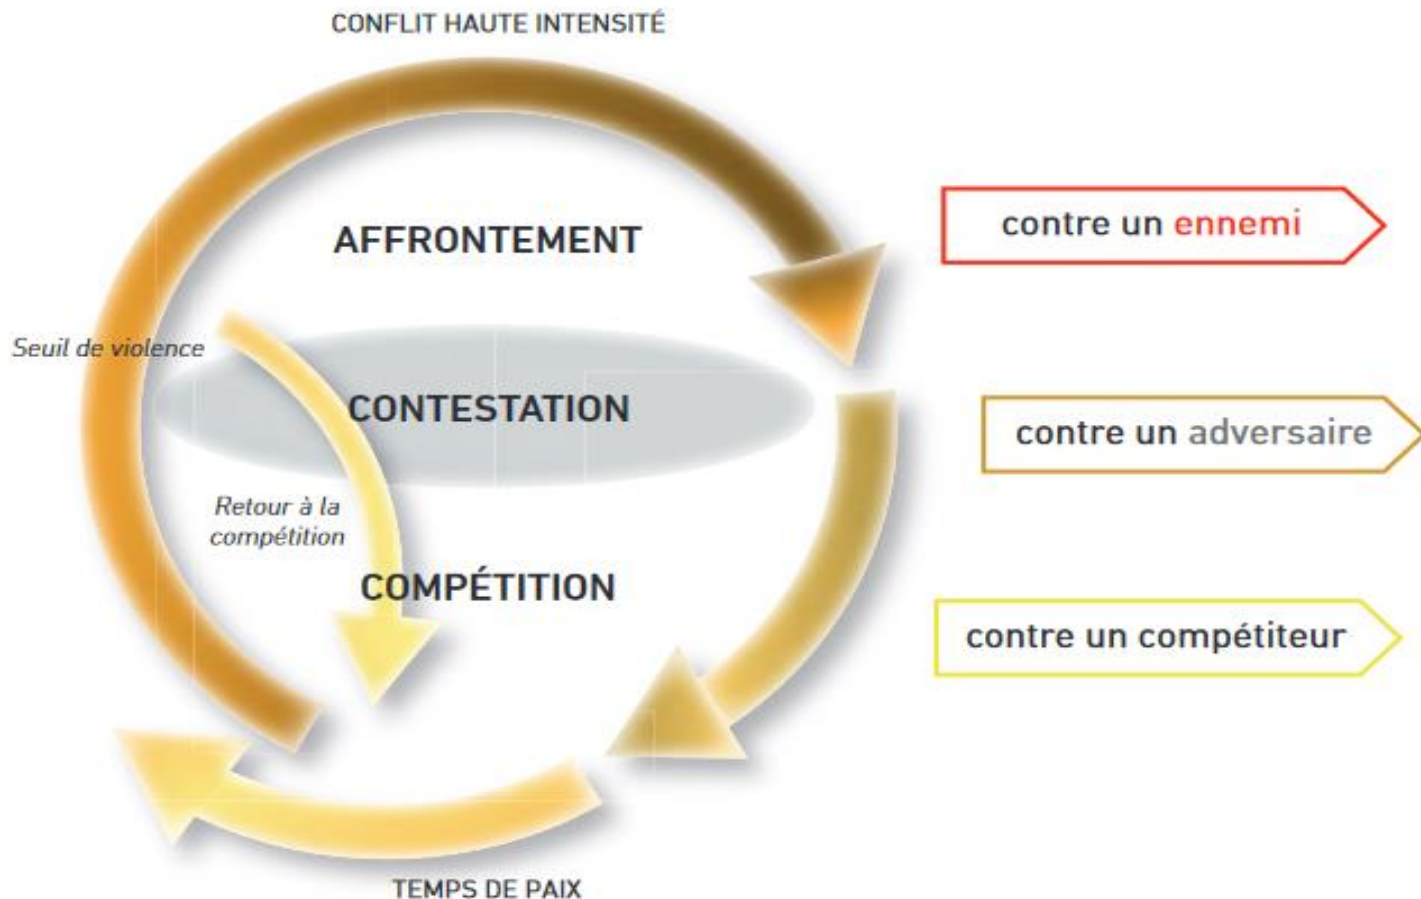 CONFLIT HAUTE INTENSITÉ
AFFRONTEMENT
contre un ennemi
Seuil de violence
CONTESTATION
contre un adversaire
Retour à la
compétition
COMPÉTITION
contre un compétiteur
TEMPS DE PAIX